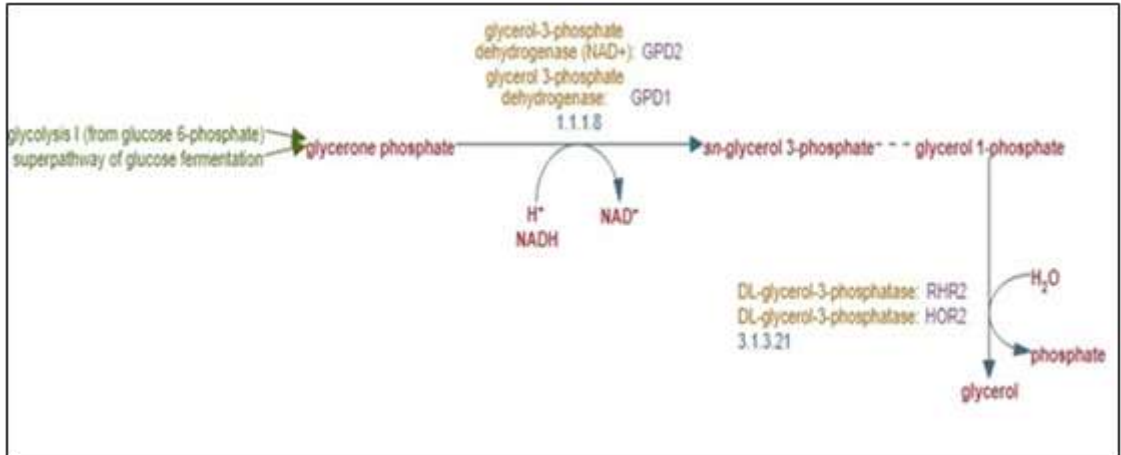 glycerol-3-phosphate
dehydrogenase (NAD+): GPD2
glycerol 3-phosphate
dehydrogenase: GPD1
1.1.1.8
glycolysis I (from glucose 6-phosphate)
superpathway of glucose fermentation
glycerone phosphate
sn-glycerol 3-phosphate
glycerol 1-phosphate
H⁺
NADH
NAD⁺
DL-glycerol-3-phosphatase: RHR2
DL-glycerol-3-phosphatase: HOR2
3.1.3.21
H₂O
phosphate
glycerol